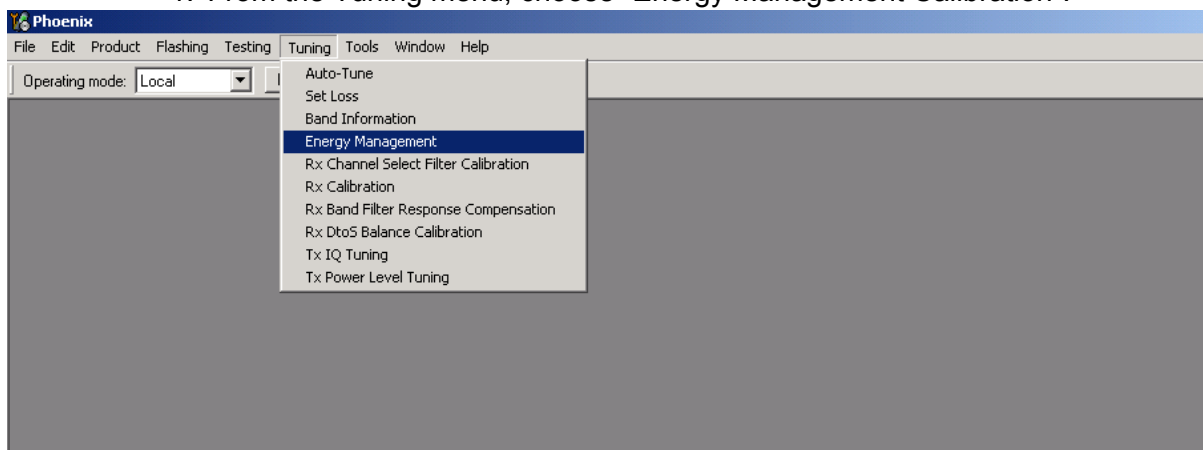 From the Tuning menu, choose "Energy Management Calibration".
Phoenix
File Edit Product Flashing Testing Tuning Tools Window Help
Operating mode: Local
Auto-Tune
Set Loss
Band Information
Energy Management
Rx Channel Select Filter Calibration
Rx Calibration
Rx Band Filter Response Compensation
Rx DtoS Balance Calibration
Tx IQ Tuning
Tx Power Level Tuning